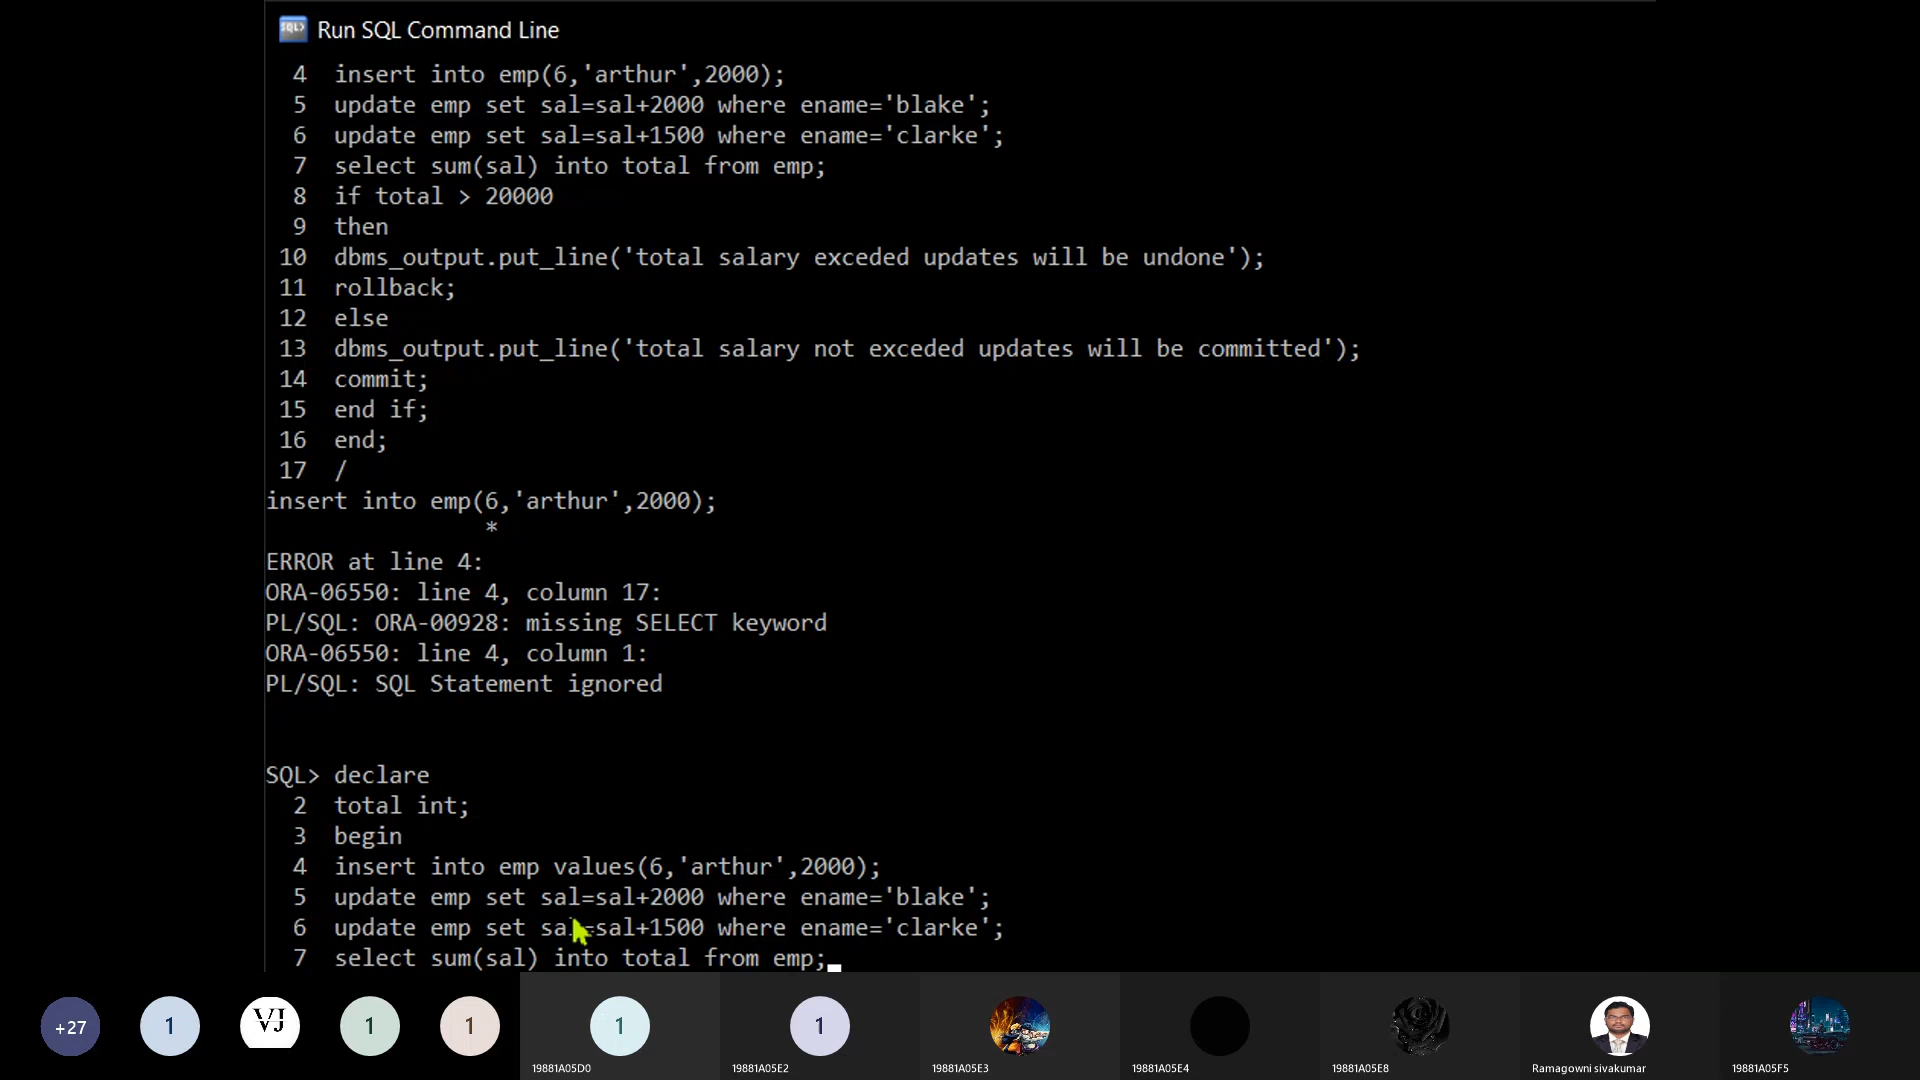 SQL> Run SQL Command Line
4 insert into emp(6,'arthur',2000);
5 update emp set sal=sal+2000 where ename='blake';
6 update emp set sal=sal+1500 where ename='clarke';
7 select sum(sal) into total from emp;
8 if total > 20000
9 then
10 dbms_output.put_line('total salary exceded updates will be undone');
11 rollback;
12 else
13 dbms_output.put_line('total salary not exceded updates will be committed');
14 commit;
15 end if;
16 end;
17 /
insert into emp(6,'arthur',2000);
*
ERROR at line 4:
ORA-06550: line 4, column 17:
PL/SQL: ORA-00928: missing SELECT keyword
ORA-06550: line 4, column 1:
PL/SQL: SQL Statement ignored
SQL> declare
2 total int;
3 begin
4 insert into emp values(6,'arthur',2000);
5 update emp set sal=sal+2000 where ename='blake';
6 update emp set sal=sal+1500 where ename='clarke';
7 select sum(sal) into total from emp;
+27 1 VJ 1 1 1 1
19881A05D0 19881A05E2 19881A05E3 19881A05E4 19881A05E8 Ramagowni sivakumar 19881A05F5